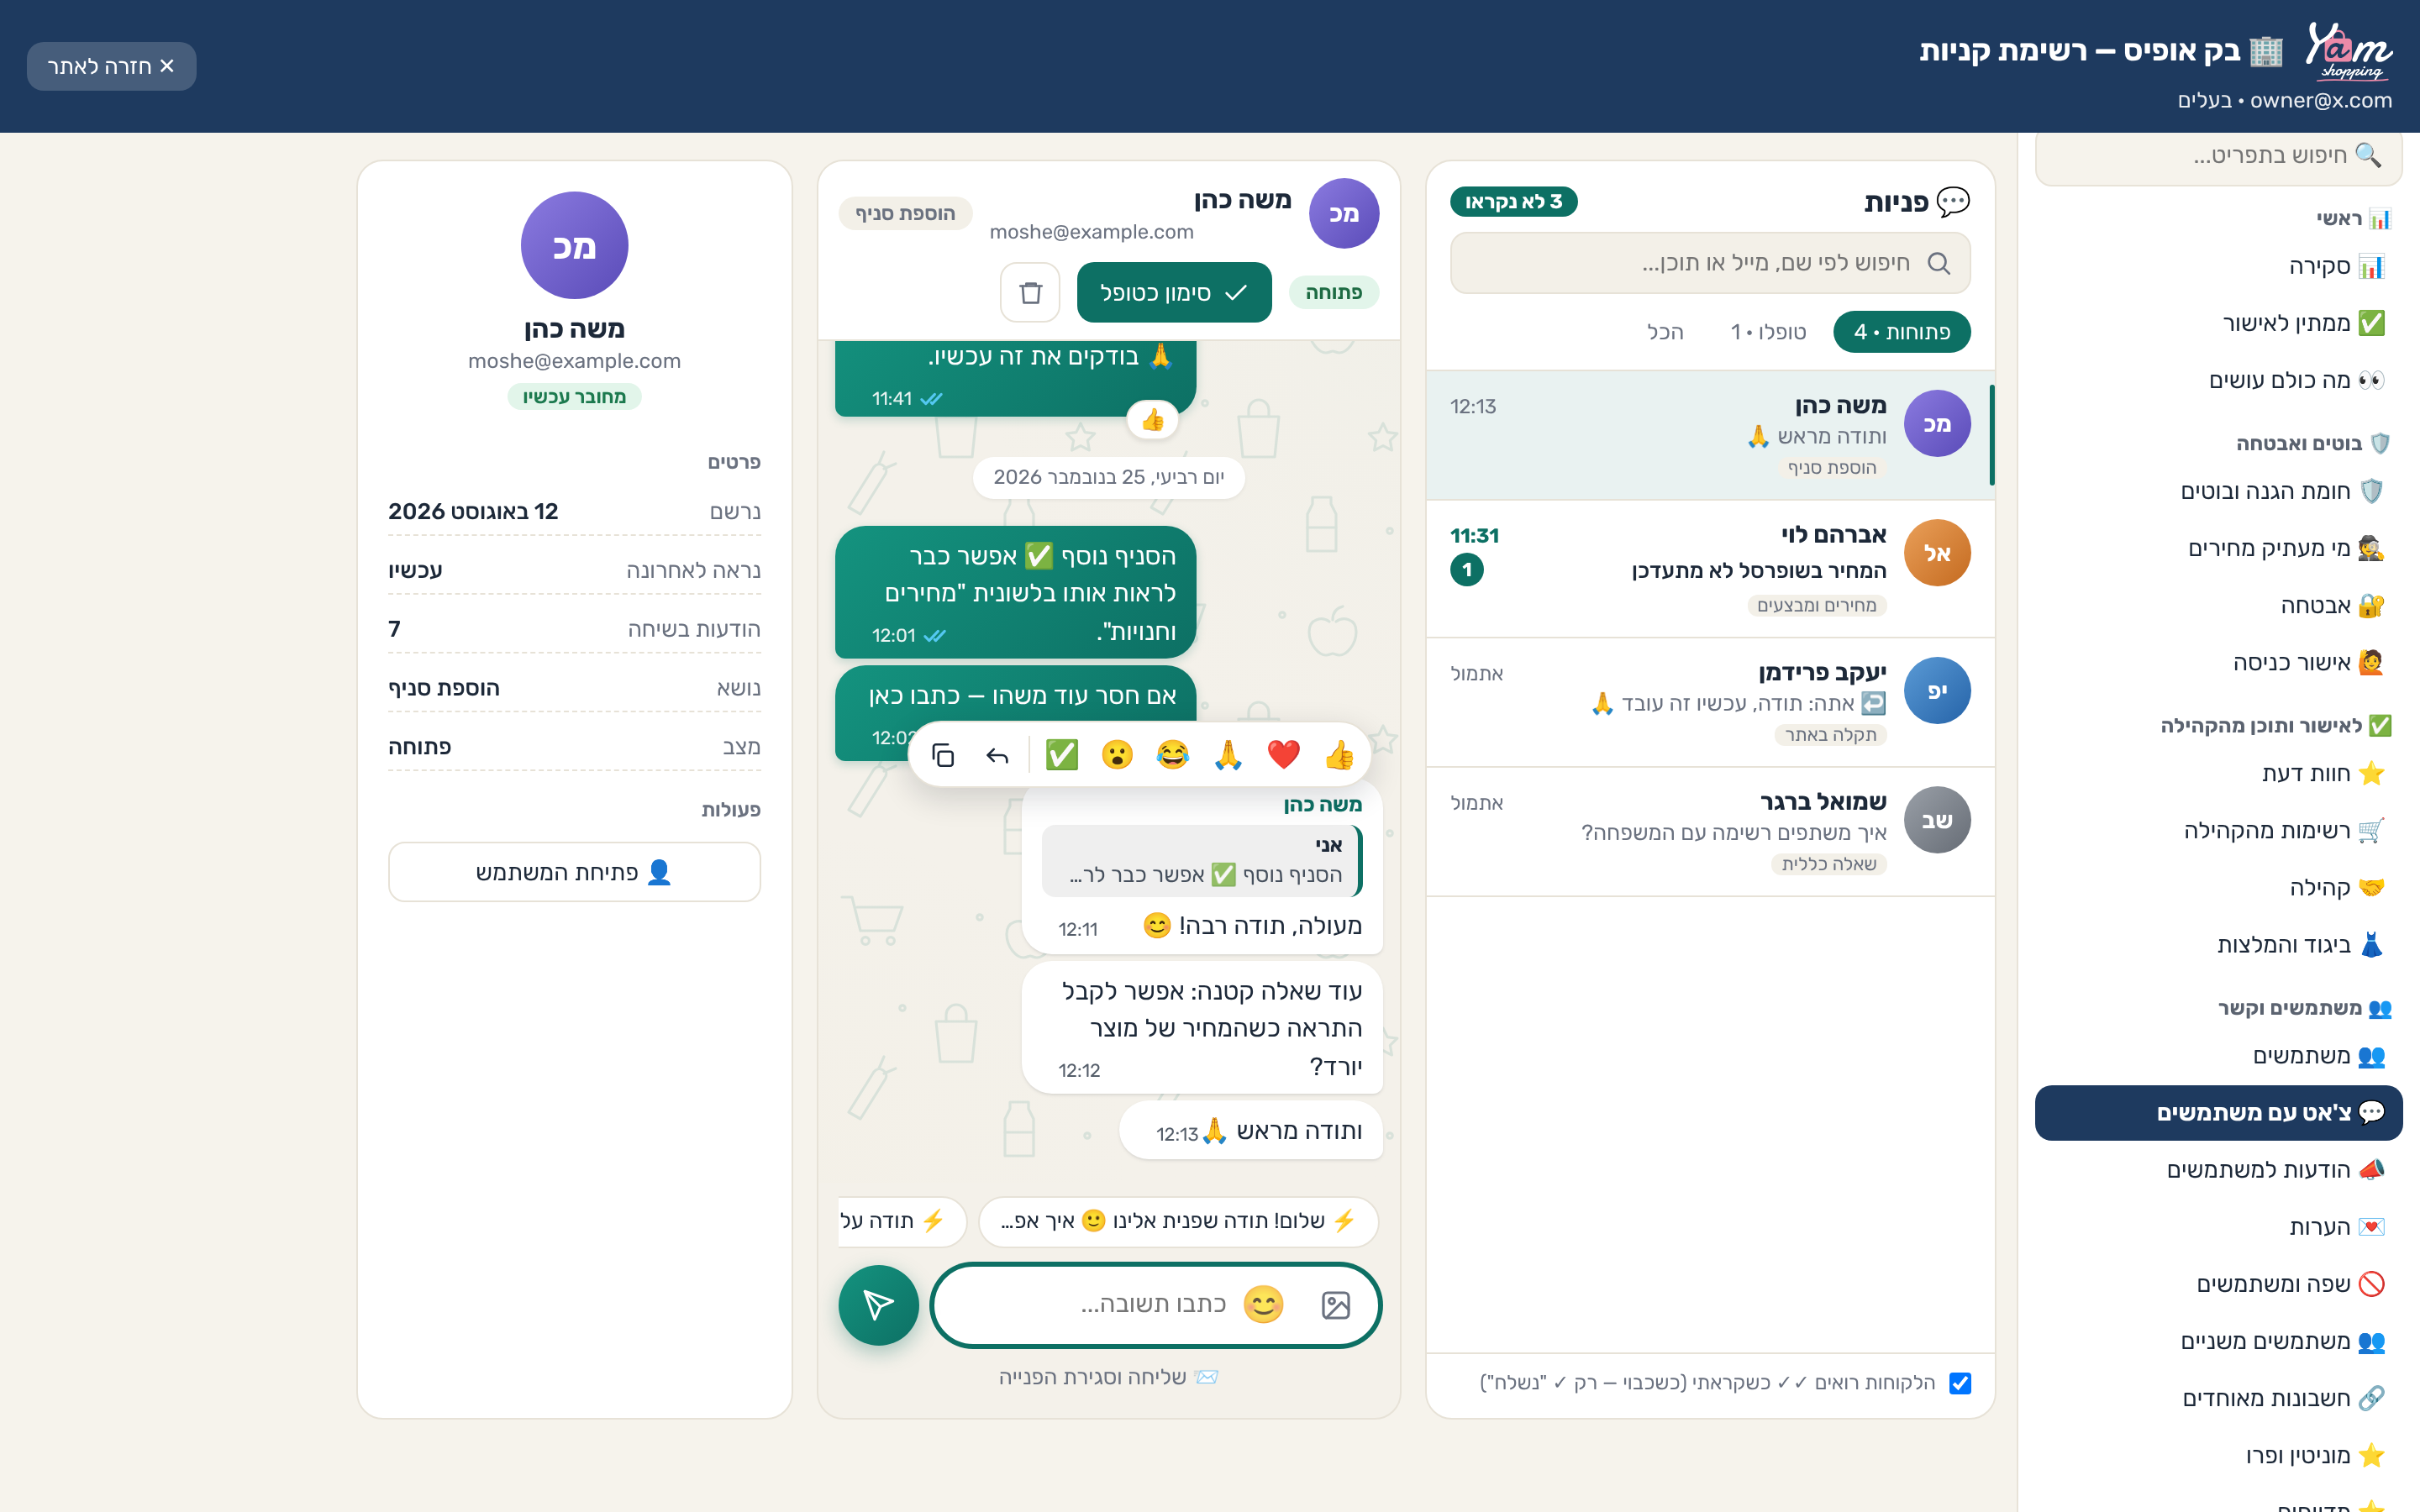 Yam shopping
🏢 בק אופיס – רשימת קניות
owner@x.com • בעלים
✕ חזרה לאתר
🔍 חיפוש בתפריט...
📊 ראשי
📊 סקירה
✅ ממתין לאישור
👀 מה כולם עושים
🛡️ בוטים ואבטחה
🛡️ חומת הגנה ובוטים
🕵️ מי מעתיק מחירים
🔐 אבטחה
🙋 אישור כניסה
✅ לאישור ותוכן מהקהילה
⭐ חוות דעת
🛒 רשימות מהקהילה
🤝 קהילה
👗 ביגוד והמלצות
👥 משתמשים וקשר
👥 משתמשים
💬 צ'אט עם משתמשים
📣 הודעות למשתמשים
💌 הערות
🚫 שפה ומשתמשים
👥 משתמשים משניים
🔗 חשבונות מאוחדים
⭐ מוניטין ופרו
💬 פניות
3 לא נקראו
חיפוש לפי שם, מייל או תוכן...
פתוחות • 4
טופלו • 1
הכל
מכ
משה כהן
12:13
ותודה מראש 🙏
הוספת סניף
אל
אברהם לוי
11:31
המחיר בשופרסל לא מתעדכן
1
מחירים ומבצעים
יפ
יעקב פרידמן
אתמול
↩️ אתה: תודה, עכשיו זה עובד 🙏
תקלה באתר
שב
שמואל ברגר
אתמול
איך משתפים רשימה עם המשפחה?
שאלה כללית
הלקוחות רואים ✓✓ כשקראתי (כשכבוי – רק ✓ "נשלח")
מכ
משה כהן
moshe@example.com
הוספת סניף
פתוחה
סימון כטופל
🙏 בודקים את זה עכשיו.
11:41
👍
יום רביעי, 25 בנובמבר 2026
הסניף נוסף ✅ אפשר כבר
לראות אותו בלשונית "מחירים
וחנויות".
12:01
אם חסר עוד משהו – כתבו כאן
12:02
👍 ❤️ 🙏 😂 😮 ✅
משה כהן
אני
הסניף נוסף ✅ אפשר כבר לר...
מעולה, תודה רבה! 😊
12:11
עוד שאלה קטנה: אפשר לקבל
התראה כשהמחיר של מוצר
יורד?
12:12
ותודה מראש 🙏
12:13
⚡ שלום! תודה שפנית אלינו 🙂 איך אפ...
⚡ תודה על
😊 כתבו תשובה...
📨 שליחה וסגירת הפנייה
מכ
משה כהן
moshe@example.com
מחובר עכשיו
פרטים
נרשם
12 באוגוסט 2026
נראה לאחרונה
עכשיו
הודעות בשיחה
7
נושא
הוספת סניף
מצב
פתוחה
פעולות
👤 פתיחת המשתמש